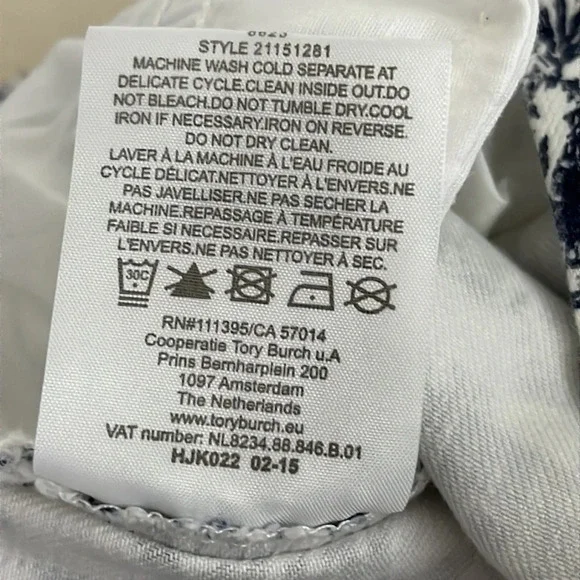 STYLE 21151281
MACHINE WASH COLD SEPARATE AT
DELICATE CYCLE.CLEAN INSIDE OUT.DO
NOT BLEACH.DO NOT TUMBLE DRY.COOL
IRON IF NECESSARY.IRON ON REVERSE.
DO NOT DRY CLEAN.
LAVER À LA MACHINE À L'EAU FROIDE AU
CYCLE DÉLICAT.NETTOYER À L'ENVERS.NE
PAS JAVELLISER.NE PAS SECHER LA
MACHINE.REPASSAGE À TEMPÉRATURE
FAIBLE SI NÉCESSAIRE.REPASSER SUR
L'ENVERS.NE PAS NETTOYER À SEC.
30C
RN#111395/CA 57014
Cooperatie Tory Burch u.A
Prins Bernharplein 200
1097 Amsterdam
The Netherlands
www.toryburch.com
VAT number: NL8234.88.846.B.01
HJK022 02-15